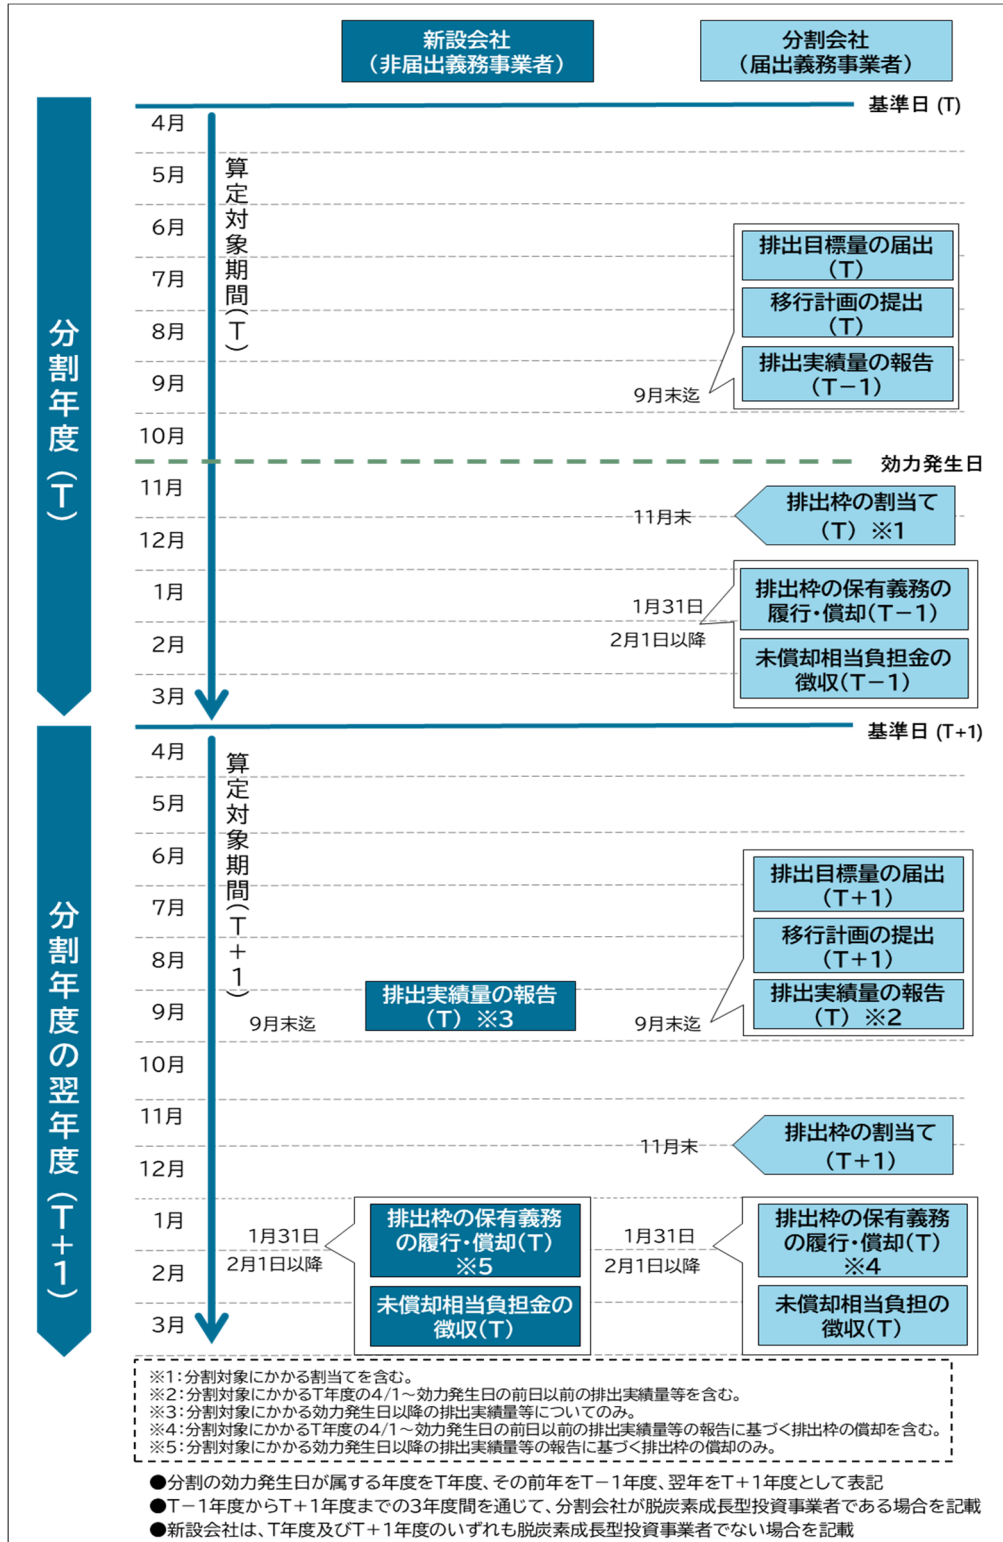 新設会社
（非届出義務事業者）
分割会社
（届出義務事業者）
基準日 (T)
分割年度（T）
算定対象期間（T）
4月
5月
6月
7月
8月
9月
10月
11月
12月
1月
2月
3月
排出目標量の届出
（T）
移行計画の提出
（T）
排出実績量の報告
（T－1）
9月末迄
効力発生日
11月末
排出枠の割当て
（T） ※1
1月31日
2月1日以降
排出枠の保有義務の
履行・償却（T－1）
未償却相当負担金の
徴収（T－1）
基準日 (T+1)
分割年度の翌年度（T＋1）
算定対象期間（T＋1）
4月
5月
6月
7月
8月
9月
10月
11月
12月
1月
2月
3月
排出目標量の届出
（T＋1）
移行計画の提出
（T＋1）
排出実績量の報告
（T） ※2
9月末迄
排出実績量の報告
（T） ※3
9月末迄
11月末
排出枠の割当て
（T＋1）
1月31日
2月1日以降
排出枠の保有義務
の履行・償却（T）
※5
未償却相当負担金の
徴収（T）
1月31日
2月1日以降
排出枠の保有義務
の履行・償却（T）
※4
未償却相当負担の
徴収（T）
※1：分割対象にかかる割当てを含む。
※2：分割対象にかかるT年度の4/1～効力発生日の前日以前の排出実績量等を含む。
※3：分割対象にかかる効力発生日以降の排出実績量等についてのみ。
※4：分割対象にかかるT年度の4/1～効力発生日の前日以前の排出実績量等の報告に基づく排出枠の償却を含む。
※5：分割対象にかかる効力発生日以降の排出実績量等の報告に基づく排出枠の償却のみ。
●分割の効力発生日が属する年度をT年度、その前年をT－1年度、翌年をT＋1年度として表記
●T－1年度からT＋1年度までの3年度間を通じて、分割会社が脱炭素成長型投資事業者である場合を記載
●新設会社は、T年度及びT＋1年度のいずれも脱炭素成長型投資事業者でない場合を記載